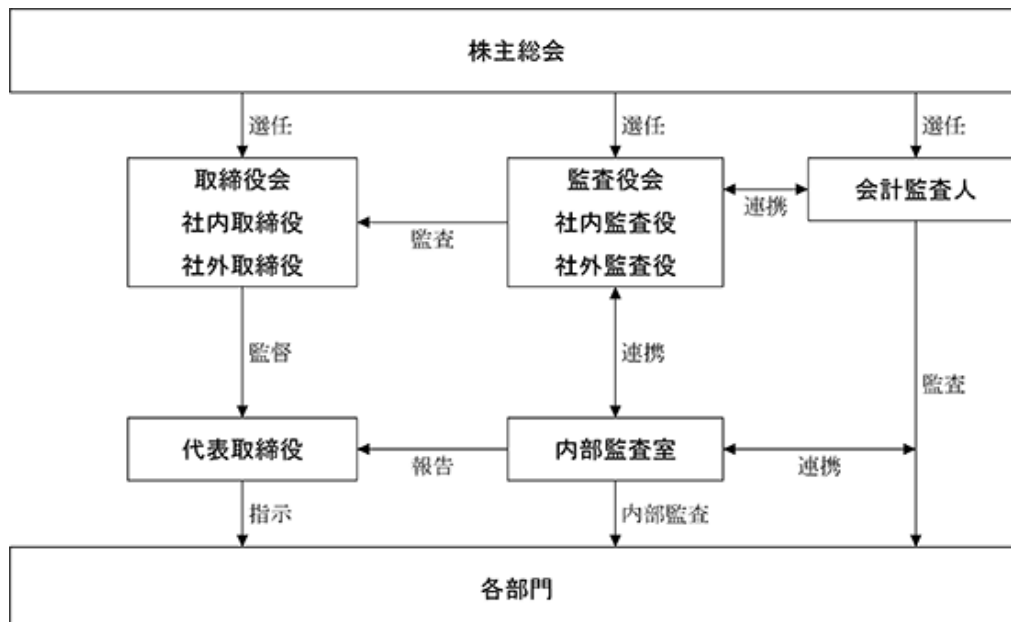 株主総会
選任
選任
選任
取締役会
社内取締役
社外取締役
監査
監査役会
社内監査役
社外監査役
連携
会計監査人
監督
連携
監査
代表取締役
報告
内部監査室
連携
指示
内部監査
各部門